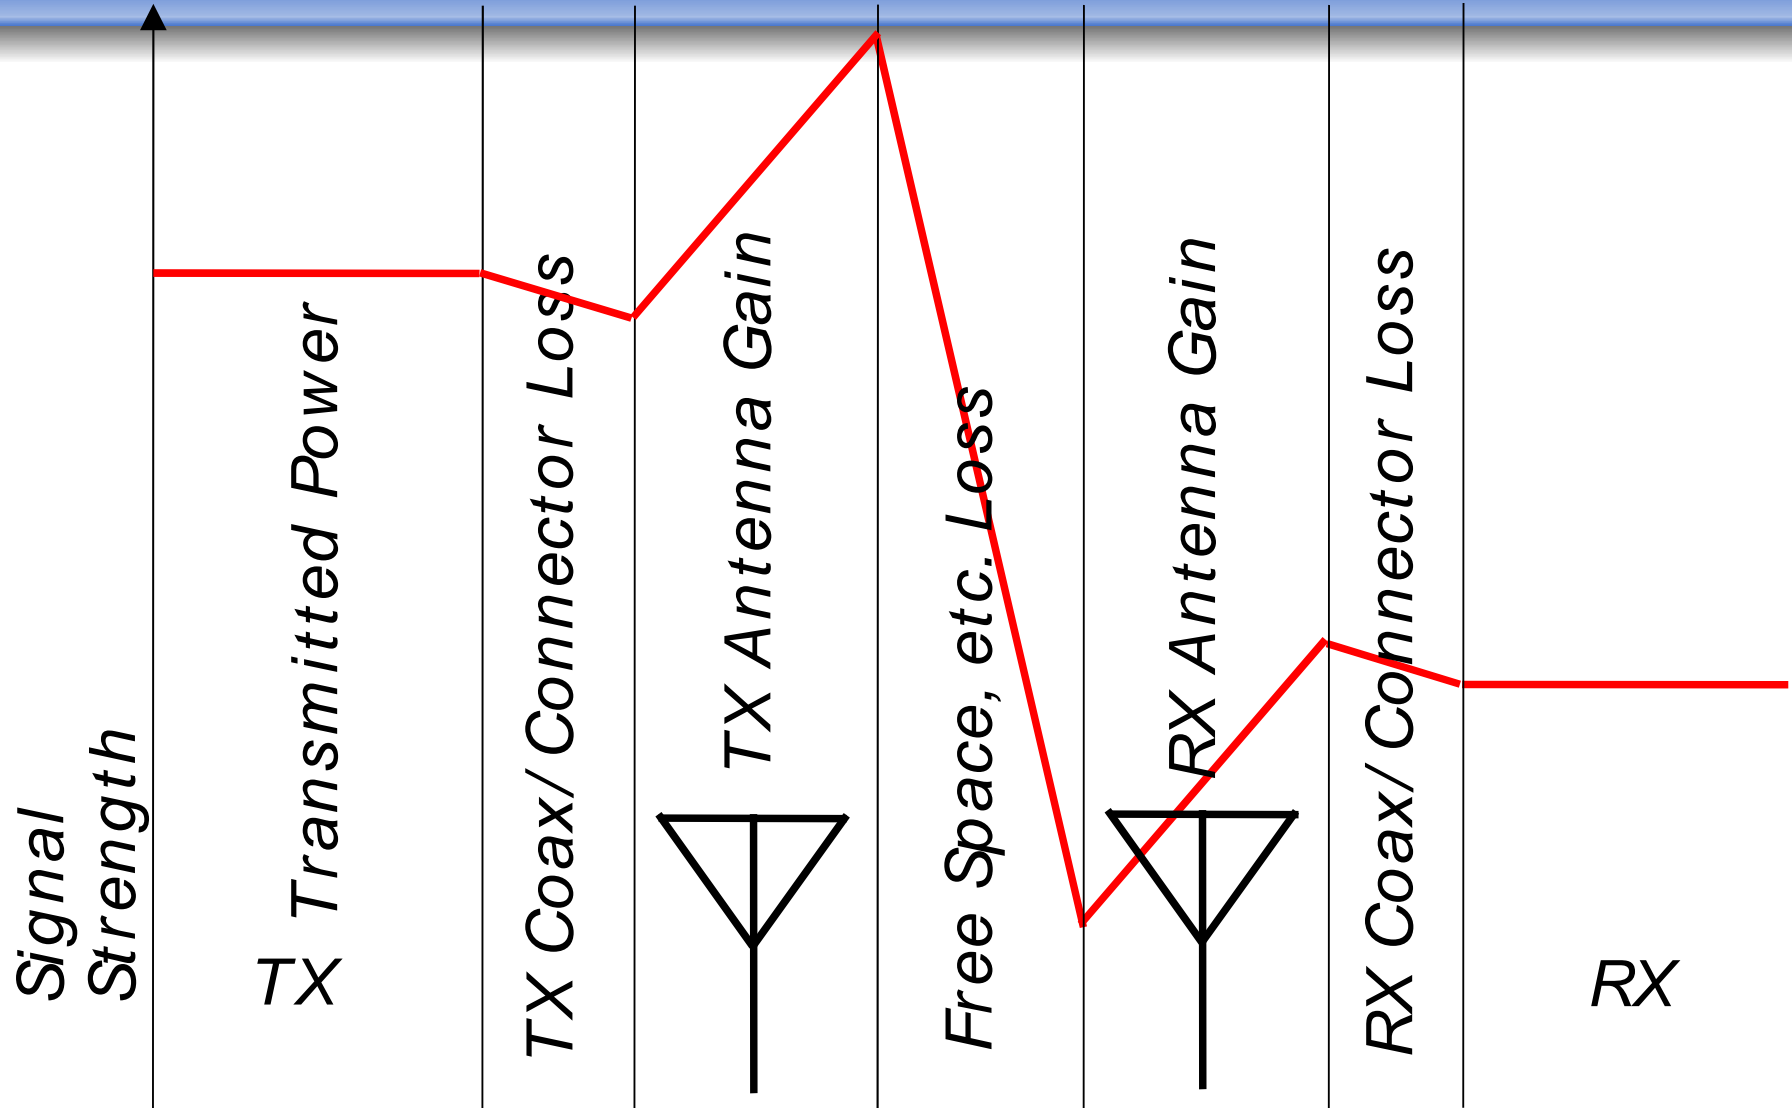 Signal
Strength
Transmitted Power
TX
TX Coax/ Connector Loss
TX Antenna Gain
Free Space, etc. Loss
RX Antenna Gain
RX Coax/ Connector Loss
RX